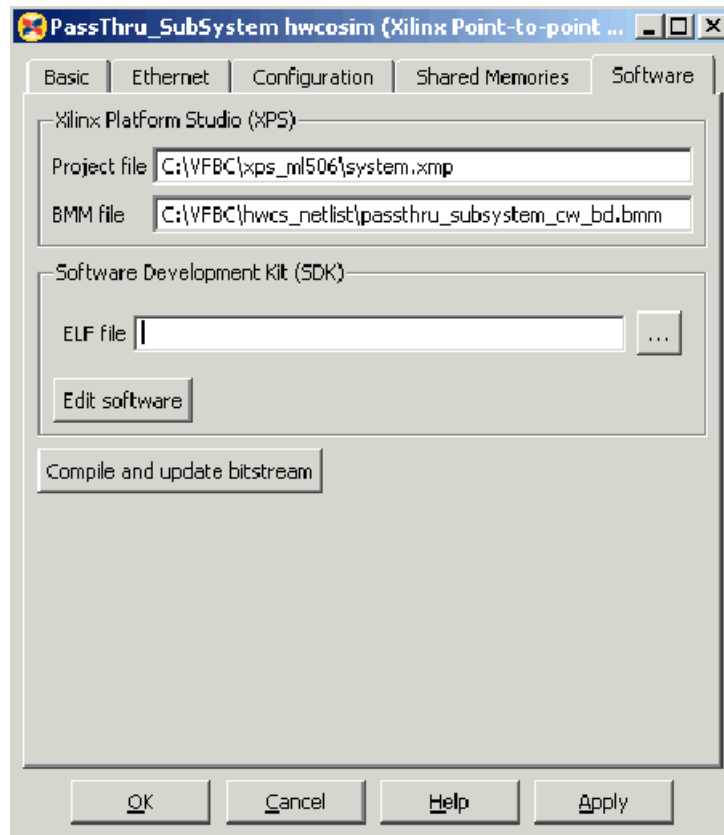 PassThru_SubSystem hwcosim (Xilinx Point-to-point ...
Basic Ethernet Configuration Shared Memories Software
Xilinx Platform Studio (XPS)
Project file C:\VFBC\xps_ml506\system.xmp
BMM file C:\VFBC\hwcs_netlist\passthru_subsystem_cw_bd.bmm
Software Development Kit (SDK)
ELF file ...
Edit software
Compile and update bitstream
OK Cancel Help Apply